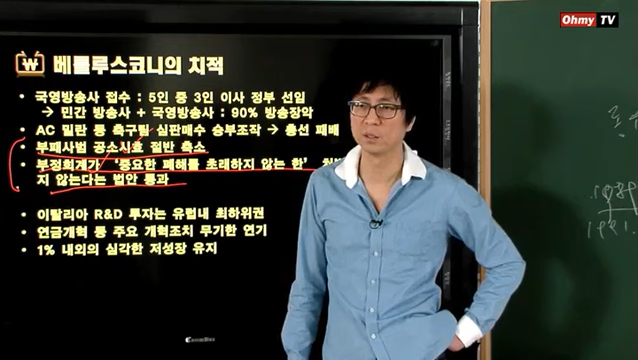 Ohmy TV
₩ 베를루스코니의 치적
• 국영방송사 접수 : 5인 중 3인 이사 정부 선임
→ 민간 방송사 + 국영방송사 : 90% 방송장악
• AC 밀란 등 축구팀 심판매수 승부조작 → 총선 패배
• 부패사범 공소시효 절반 축소
• 부정회계가 '중요한 폐해를 초래하지 않는 한'
지 않는다는 법안 통과
• 이탈리아 R&D 투자는 유럽내 최하위권
• 연금개혁 등 주요 개혁조치 무기한 연기
• 1% 내외의 심각한 저성장 유지